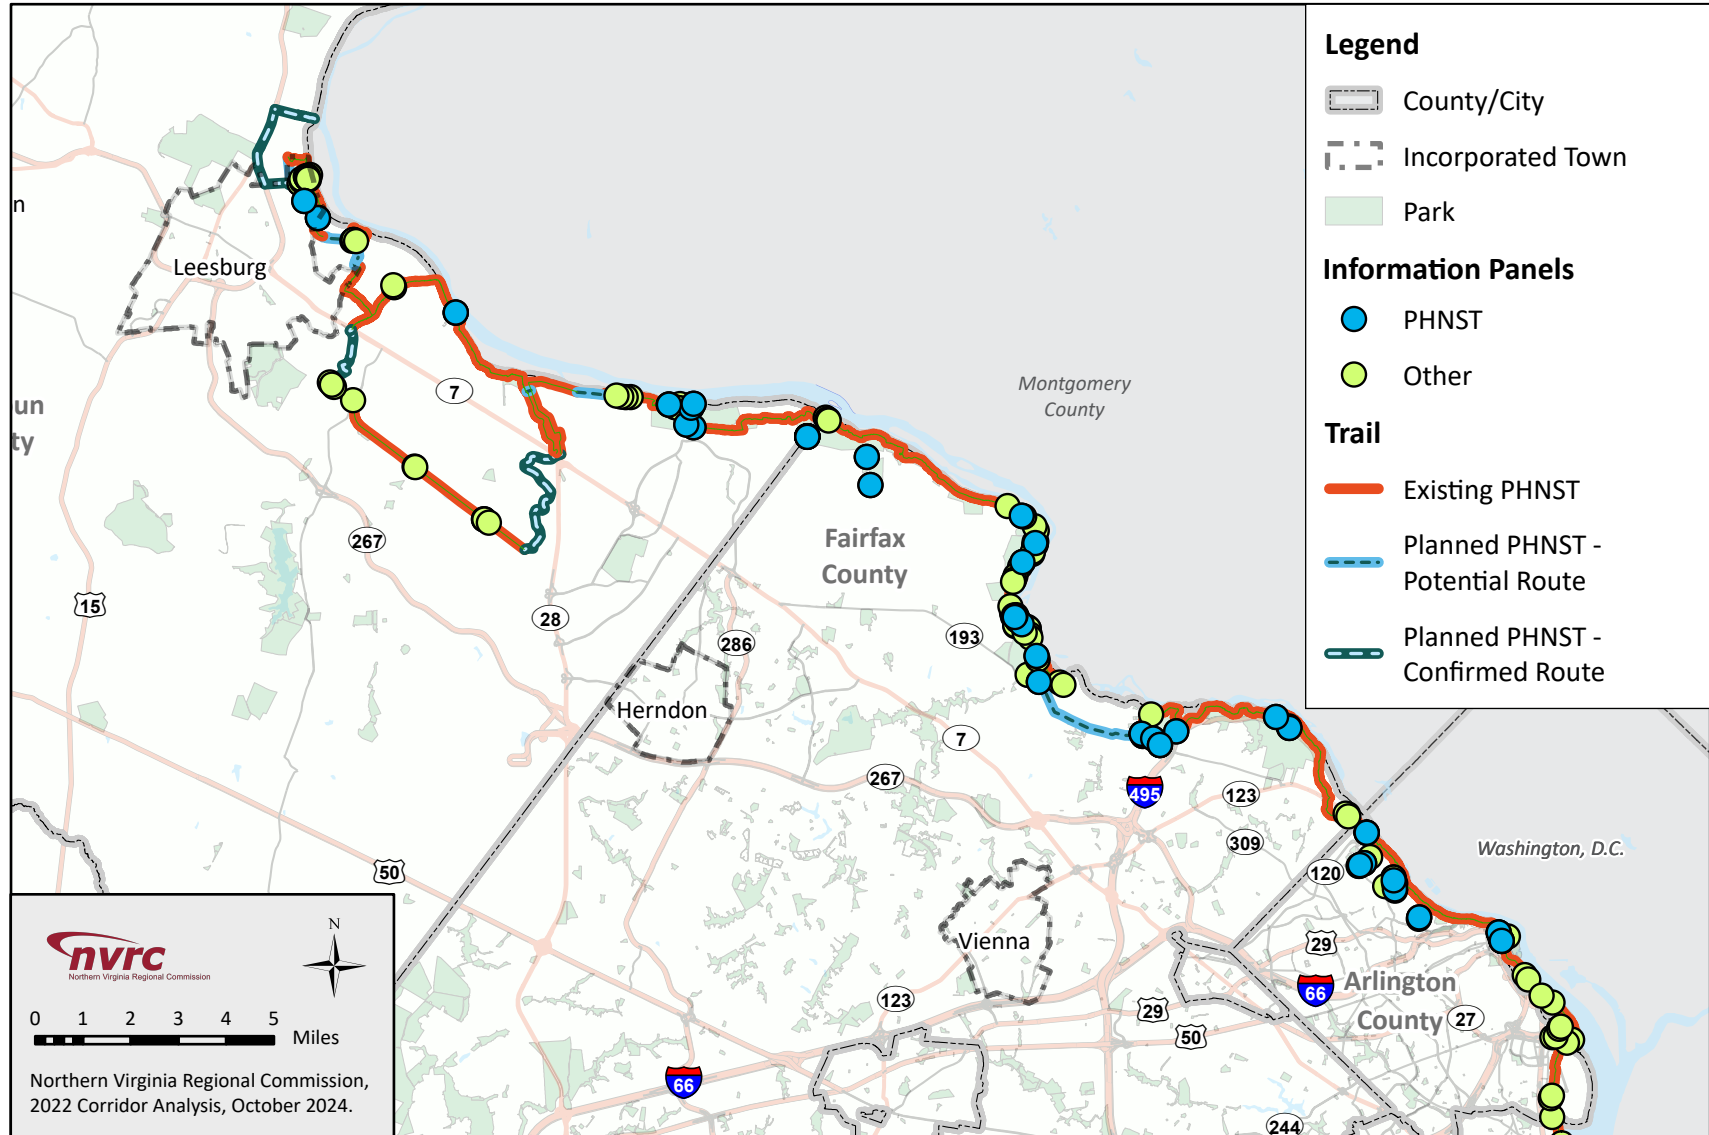 Legend
County/City
Incorporated Town
Park
Information Panels
PHNST
Other
Trail
Existing PHNST
Planned PHNST -
Potential Route
Planned PHNST -
Confirmed Route
n
Leesburg
un
ty
7
267
15
28
286
Herndon
Fairfax
County
193
Montgomery
County
7
267
495
123
309
120
Washington, D.C.
50
Vienna
29
66
Arlington
County
27
123
29
50
66
244
nvrc
Northern Virginia Regional Commission
N
0 1 2 3 4 5
Miles
Northern Virginia Regional Commission,
2022 Corridor Analysis, October 2024.